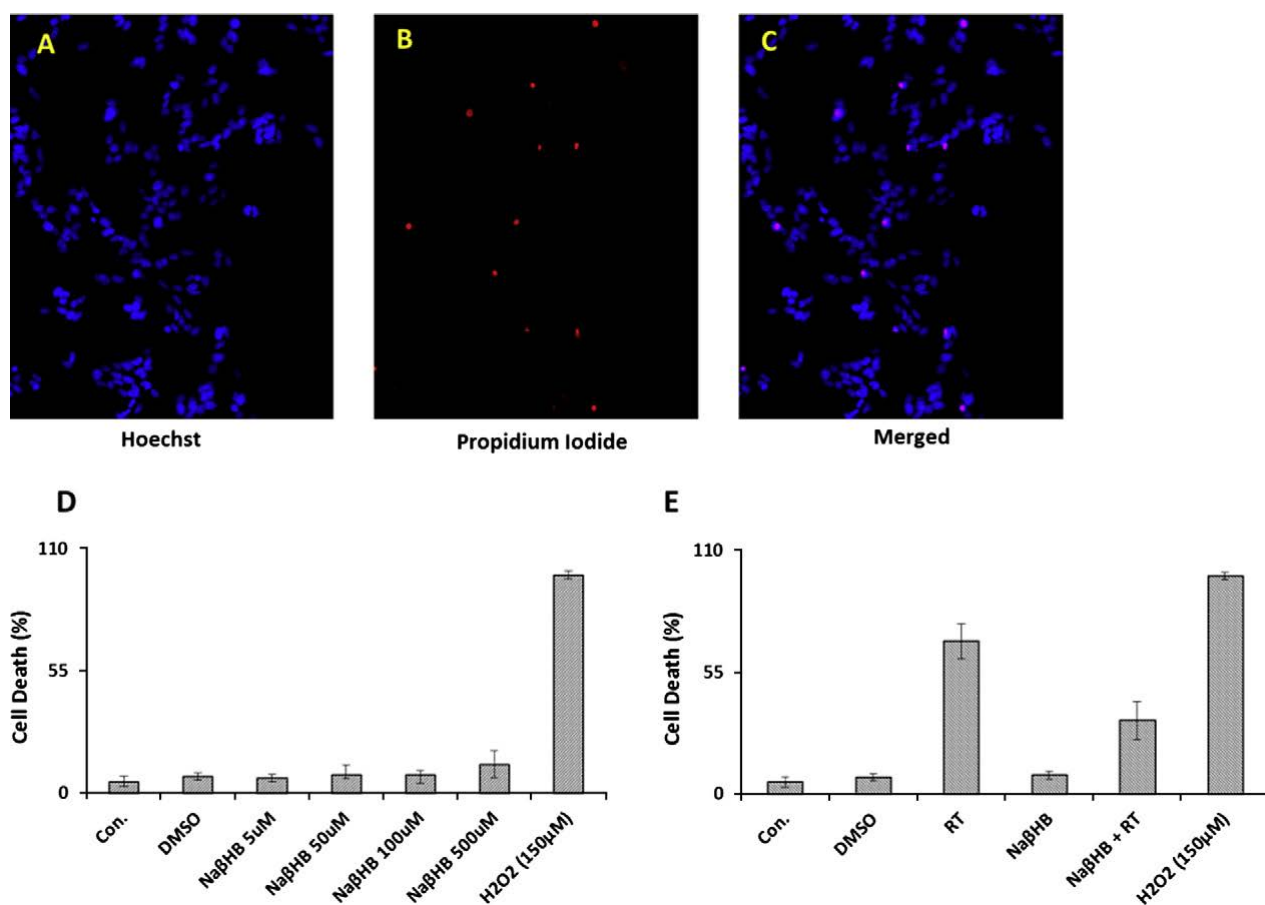 A
B
C
Hoechst
Propidium Iodide
Merged
D
110
55
0
Cell Death (%)
Con.
DMSO
NaβHB 5uM
NaβHB 50uM
NaβHB 100uM
NaβHB 500uM
H2O2 (150µM)
E
110
55
0
Cell Death (%)
Con.
DMSO
RT
NaβHB
NaβHB + RT
H2O2 (150µM)